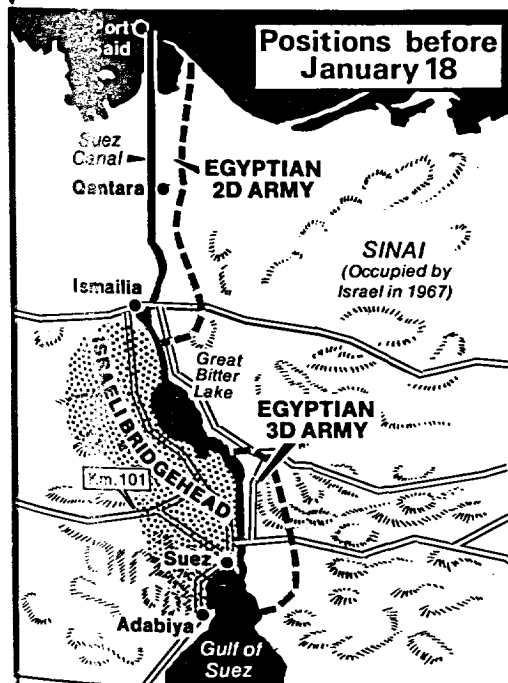 Port
Said
Positions before
January 18
Suez
Canal
EGYPTIAN
2D ARMY
Qantara
SINAI
(Occupied by
Israel in 1967)
Ismailia
ISRAELI BRIDGEHEAD
Great
Bitter
Lake
EGYPTIAN
3D ARMY
Km. 101
Suez
Adabiya
Gulf of
Suez